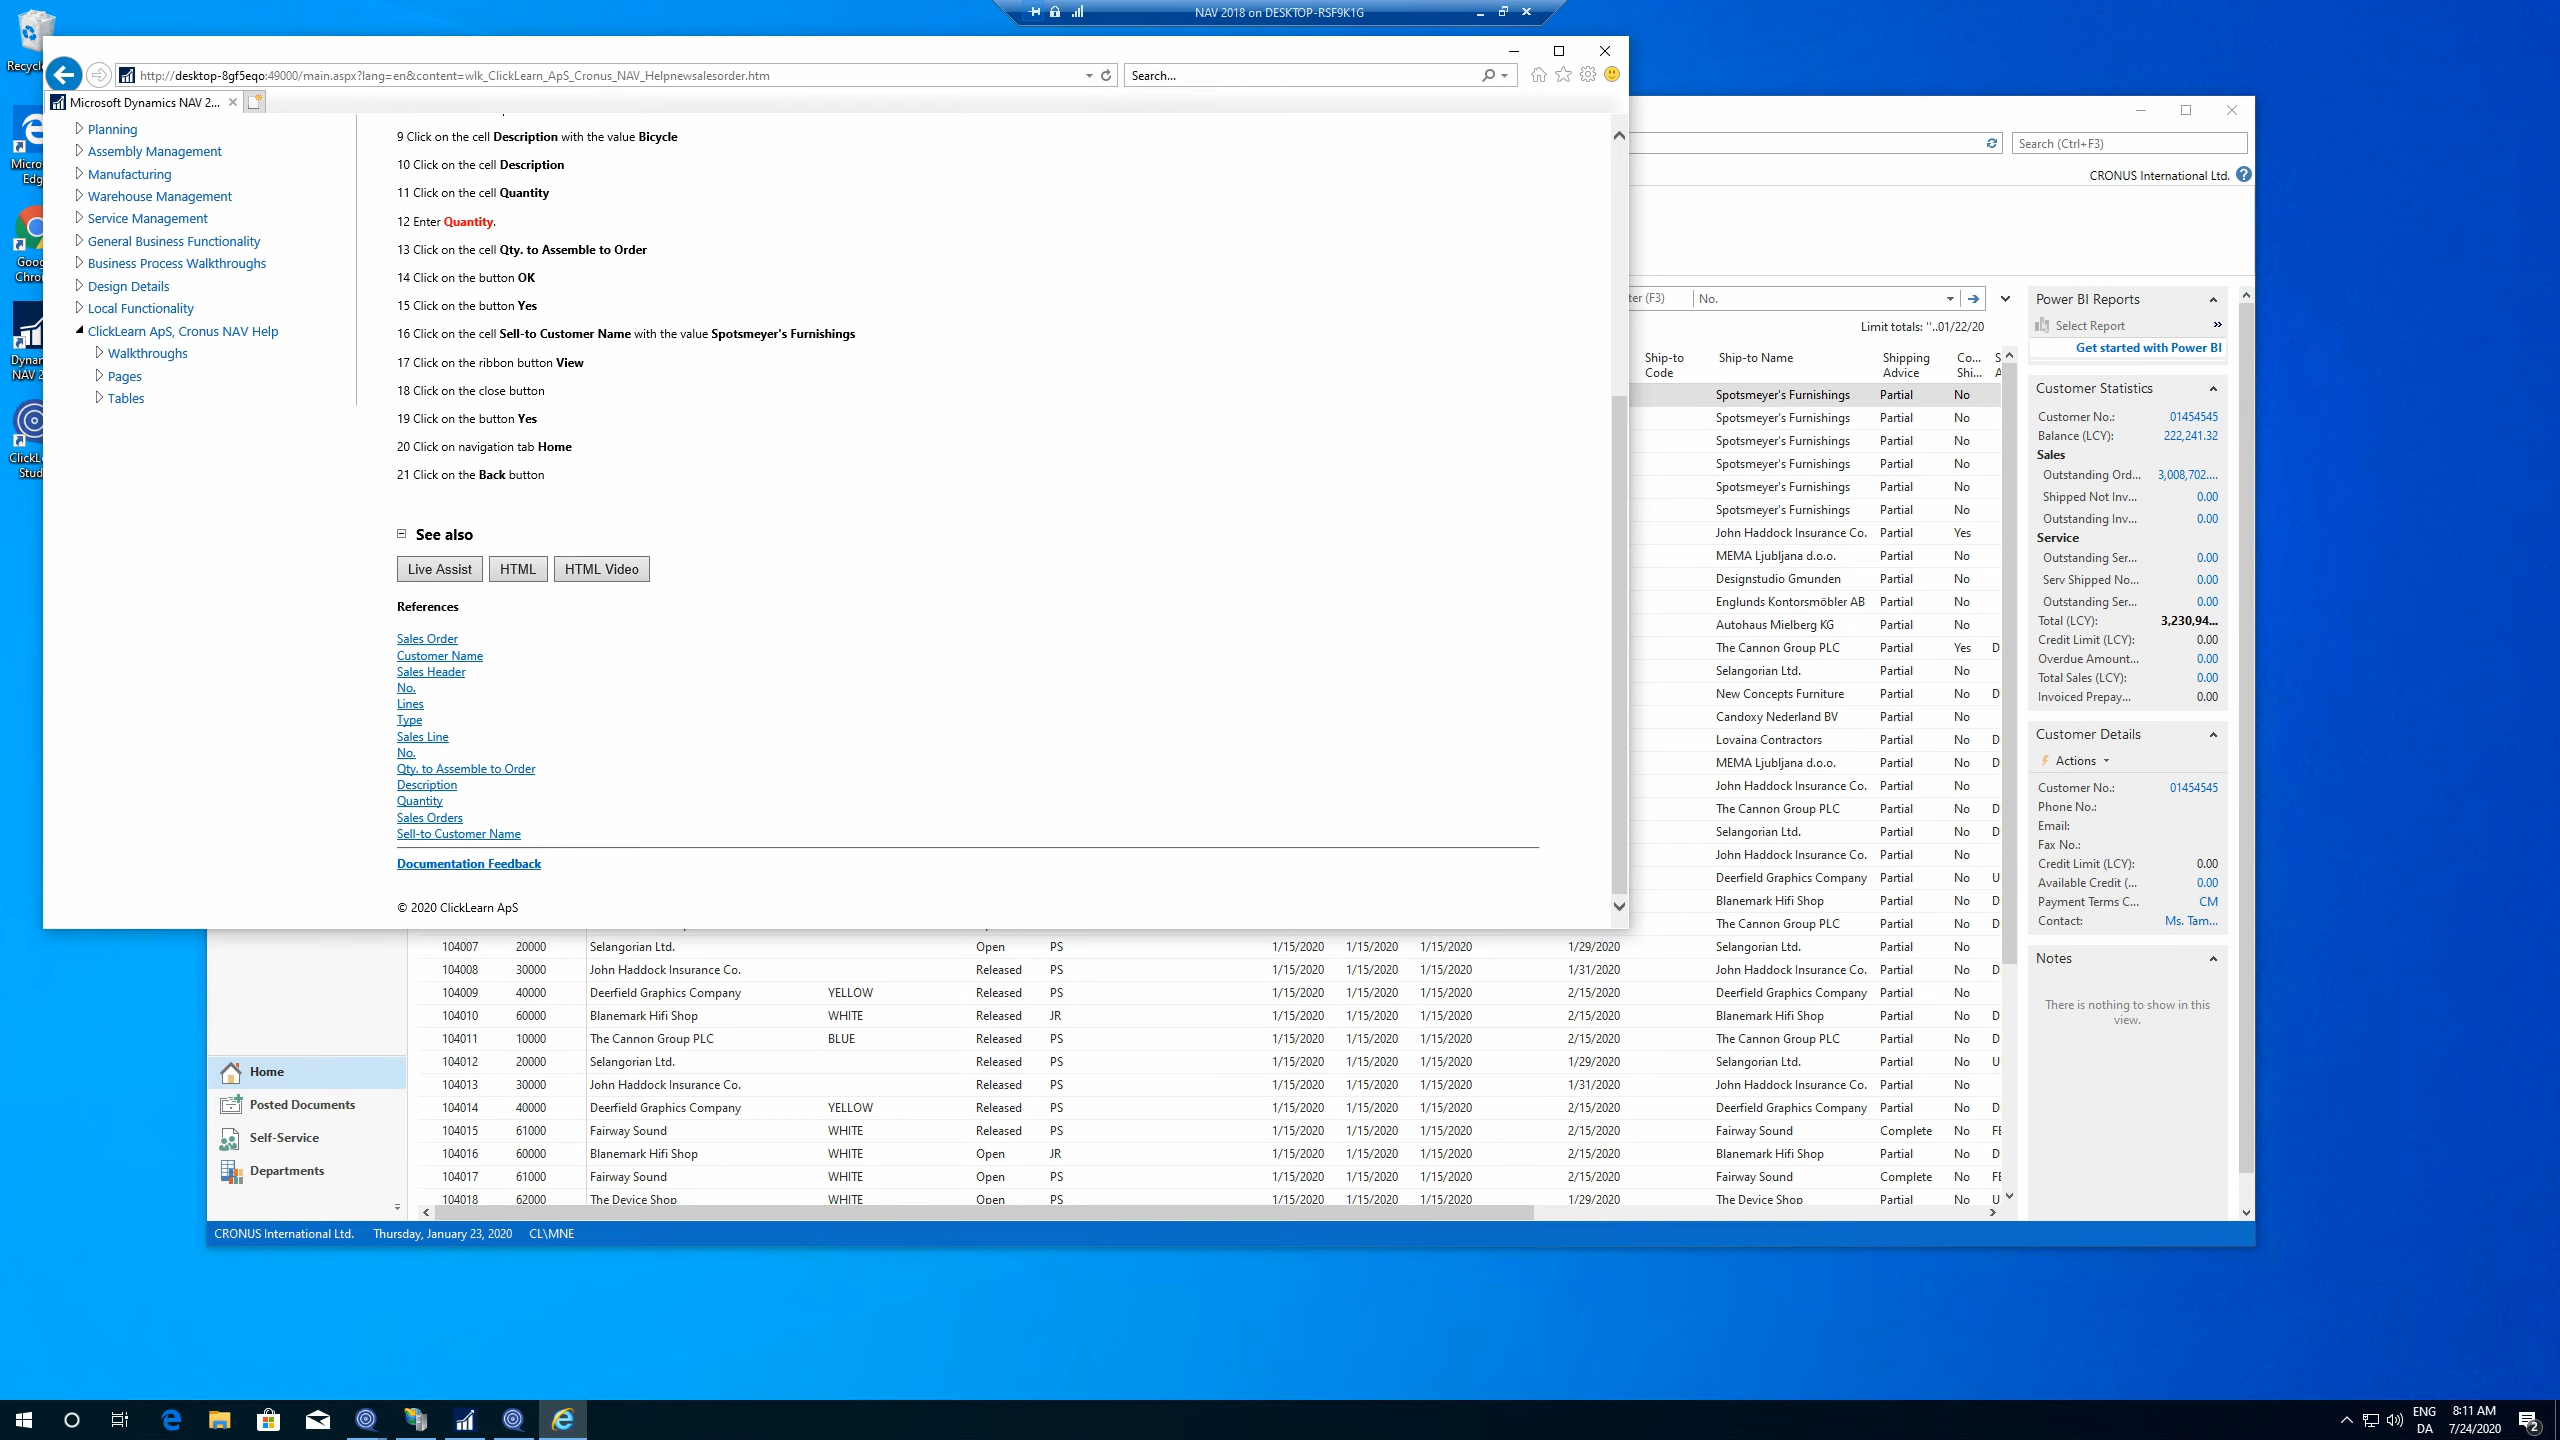 NAV 2018 on DESKTOP-RSF9K1G
http://desktop-8gf5eqo:49000/main.aspx?lang=en&content=wlk_ClickLearn_ApS_Cronus_NAV_Helpnewsalesorder.htm
Search...
Microsoft Dynamics NAV 2...
Planning
Assembly Management
Manufacturing
Warehouse Management
Service Management
General Business Functionality
Business Process Walkthroughs
Design Details
Local Functionality
ClickLearn ApS, Cronus NAV Help
Walkthroughs
Pages
Tables
9 Click on the cell Description with the value Bicycle
10 Click on the cell Description
11 Click on the cell Quantity
12 Enter Quantity.
13 Click on the cell Qty. to Assemble to Order
14 Click on the button OK
15 Click on the button Yes
16 Click on the cell Sell-to Customer Name with the value Spotsmeyer's Furnishings
17 Click on the ribbon button View
18 Click on the close button
19 Click on the button Yes
20 Click on navigation tab Home
21 Click on the Back button
See also
Live Assist HTML HTML Video
References
Sales Order
Customer Name
Sales Header
No.
Lines
Type
Sales Line
No.
Qty. to Assemble to Order
Description
Quantity
Sales Orders
Sell-to Customer Name
Documentation Feedback
© 2020 ClickLearn ApS
Search (Ctrl+F3)
CRONUS International Ltd.
ter (F3) No.
Limit totals: ''..01/22/20
Ship-to Code Ship-to Name Shipping Advice Co... Shi... S A
Spotsmeyer's Furnishings Partial No
Spotsmeyer's Furnishings Partial No
Spotsmeyer's Furnishings Partial No
Spotsmeyer's Furnishings Partial No
Spotsmeyer's Furnishings Partial No
Spotsmeyer's Furnishings Partial No
John Haddock Insurance Co. Partial Yes
MEMA Ljubljana d.o.o. Partial No
Designstudio Gmunden Partial No
Englunds Kontorsmöbler AB Partial No
Autohaus Mielberg KG Partial No
The Cannon Group PLC Partial Yes D
Selangorian Ltd. Partial No
New Concepts Furniture Partial No D
Candoxy Nederland BV Partial No
Lovaina Contractors Partial No D
MEMA Ljubljana d.o.o. Partial No D
John Haddock Insurance Co. Partial No
The Cannon Group PLC Partial No D
Selangorian Ltd. Partial No
John Haddock Insurance Co. Partial No
Deerfield Graphics Company Partial No U
Blanemark Hifi Shop Partial No D
The Cannon Group PLC Partial No D
104007 20000 Selangorian Ltd. Open PS 1/15/2020 1/15/2020 1/15/2020 1/29/2020 Selangorian Ltd. Partial No
104008 30000 John Haddock Insurance Co. Released PS 1/15/2020 1/15/2020 1/15/2020 1/31/2020 John Haddock Insurance Co. Partial No D
104009 40000 Deerfield Graphics Company YELLOW Released PS 1/15/2020 1/15/2020 1/15/2020 2/15/2020 Deerfield Graphics Company Partial No
104010 60000 Blanemark Hifi Shop WHITE Released JR 1/15/2020 1/15/2020 1/15/2020 2/15/2020 Blanemark Hifi Shop Partial No D
104011 10000 The Cannon Group PLC BLUE Released PS 1/15/2020 1/15/2020 1/15/2020 2/15/2020 The Cannon Group PLC Partial No D
104012 20000 Selangorian Ltd. Released PS 1/15/2020 1/15/2020 1/15/2020 1/29/2020 Selangorian Ltd. Partial No U
104013 30000 John Haddock Insurance Co. Released PS 1/15/2020 1/15/2020 1/15/2020 1/31/2020 John Haddock Insurance Co. Partial No
104014 40000 Deerfield Graphics Company YELLOW Released PS 1/15/2020 1/15/2020 1/15/2020 2/15/2020 Deerfield Graphics Company Partial No D
104015 61000 Fairway Sound WHITE Released PS 1/15/2020 1/15/2020 1/15/2020 2/15/2020 Fairway Sound Complete No FE
104016 60000 Blanemark Hifi Shop WHITE Open JR 1/15/2020 1/15/2020 1/15/2020 2/15/2020 Blanemark Hifi Shop Partial No D
104017 61000 Fairway Sound WHITE Open PS 1/15/2020 1/15/2020 1/15/2020 2/15/2020 Fairway Sound Complete No FE
104018 62000 The Device Shop WHITE Open PS 1/15/2020 1/15/2020 1/15/2020 1/29/2020 The Device Shop Partial No U
Power BI Reports
Select Report
Get started with Power BI
Customer Statistics
Customer No.: 01454545
Balance (LCY): 222,241.32
Sales
Outstanding Ord... 3,008,702....
Shipped Not Inv... 0.00
Outstanding Inv... 0.00
Service
Outstanding Ser... 0.00
Serv Shipped No... 0.00
Outstanding Ser... 0.00
Total (LCY): 3,230,94...
Credit Limit (LCY): 0.00
Overdue Amount... 0.00
Total Sales (LCY): 0.00
Invoiced Prepay... 0.00
Customer Details
Actions
Customer No.: 01454545
Phone No.:
Email:
Fax No.:
Credit Limit (LCY): 0.00
Available Credit (... 0.00
Payment Terms C... CM
Contact: Ms. Tam...
Notes
There is nothing to show in this
view.
Home
Posted Documents
Self-Service
Departments
CRONUS International Ltd. Thursday, January 23, 2020 CL\MNE
Recycl
Micros
Edg
Goog
Chro
Dynan
NAV 2
ClickLe
Stud
ENG
DA
8:11 AM
7/24/2020
2